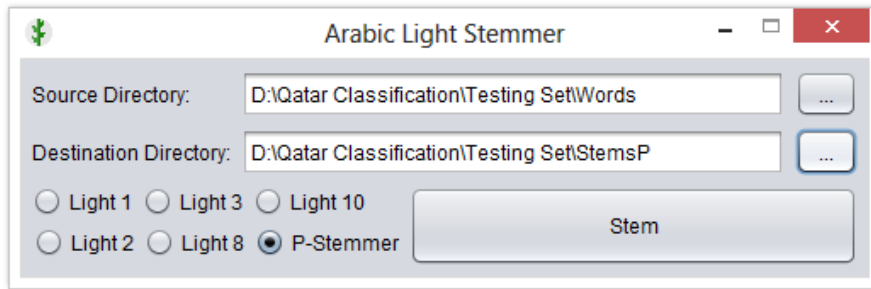 Arabic Light Stemmer
Source Directory: D:\Qatar Classification\Testing Set\Words ...
Destination Directory: D:\Qatar Classification\Testing Set\StemsP ...
Light 1 Light 3 Light 10
Light 2 Light 8 P-Stemmer
Stem